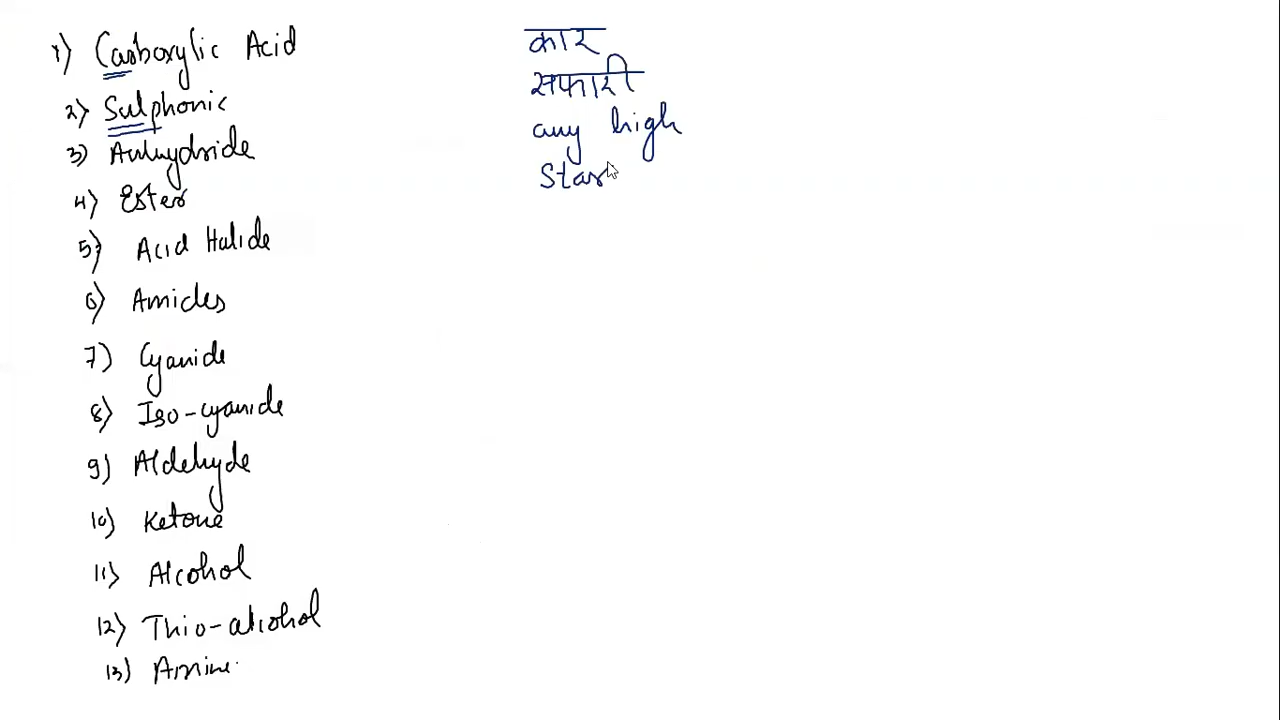 1) Carboxylic Acid
2) Sulphonic
3) Anhydride
4) Ester
5) Acid Halide
6) Amides
7) Cyanide
8) Iso-cyanide
9) Aldehyde
10) Ketone
11) Alcohol
12) Thio-alcohol
13) Amine
कार
सफारी
any high
Star